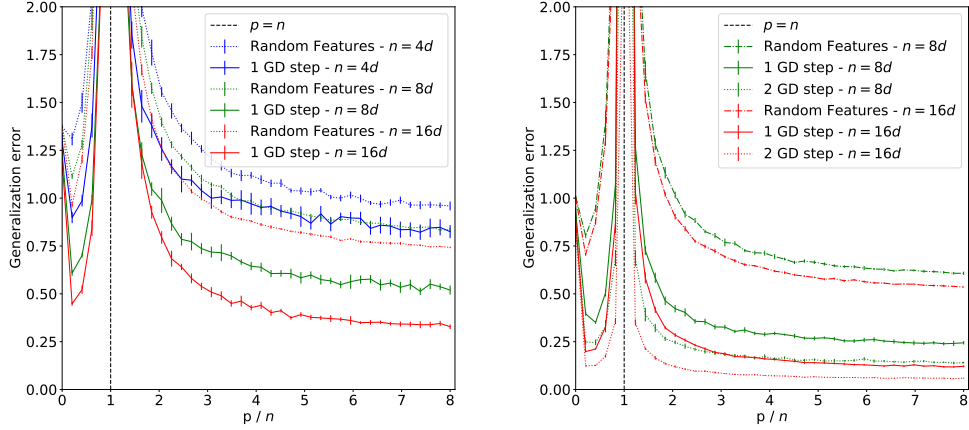 2.00
1.75
1.50
1.25
1.00
0.75
0.50
0.25
0.00
Generalization error
0 1 2 3 4 5 6 7 8
p / n
p = n
Random Features - n = 4d
1 GD step - n = 4d
Random Features - n = 8d
1 GD step - n = 8d
Random Features - n = 16d
1 GD step - n = 16d
2.00
1.75
1.50
1.25
1.00
0.75
0.50
0.25
0.00
Generalization error
0 1 2 3 4 5 6 7 8
p / n
p = n
Random Features - n = 8d
1 GD step - n = 8d
2 GD step - n = 8d
Random Features - n = 16d
1 GD step - n = 16d
2 GD step - n = 16d